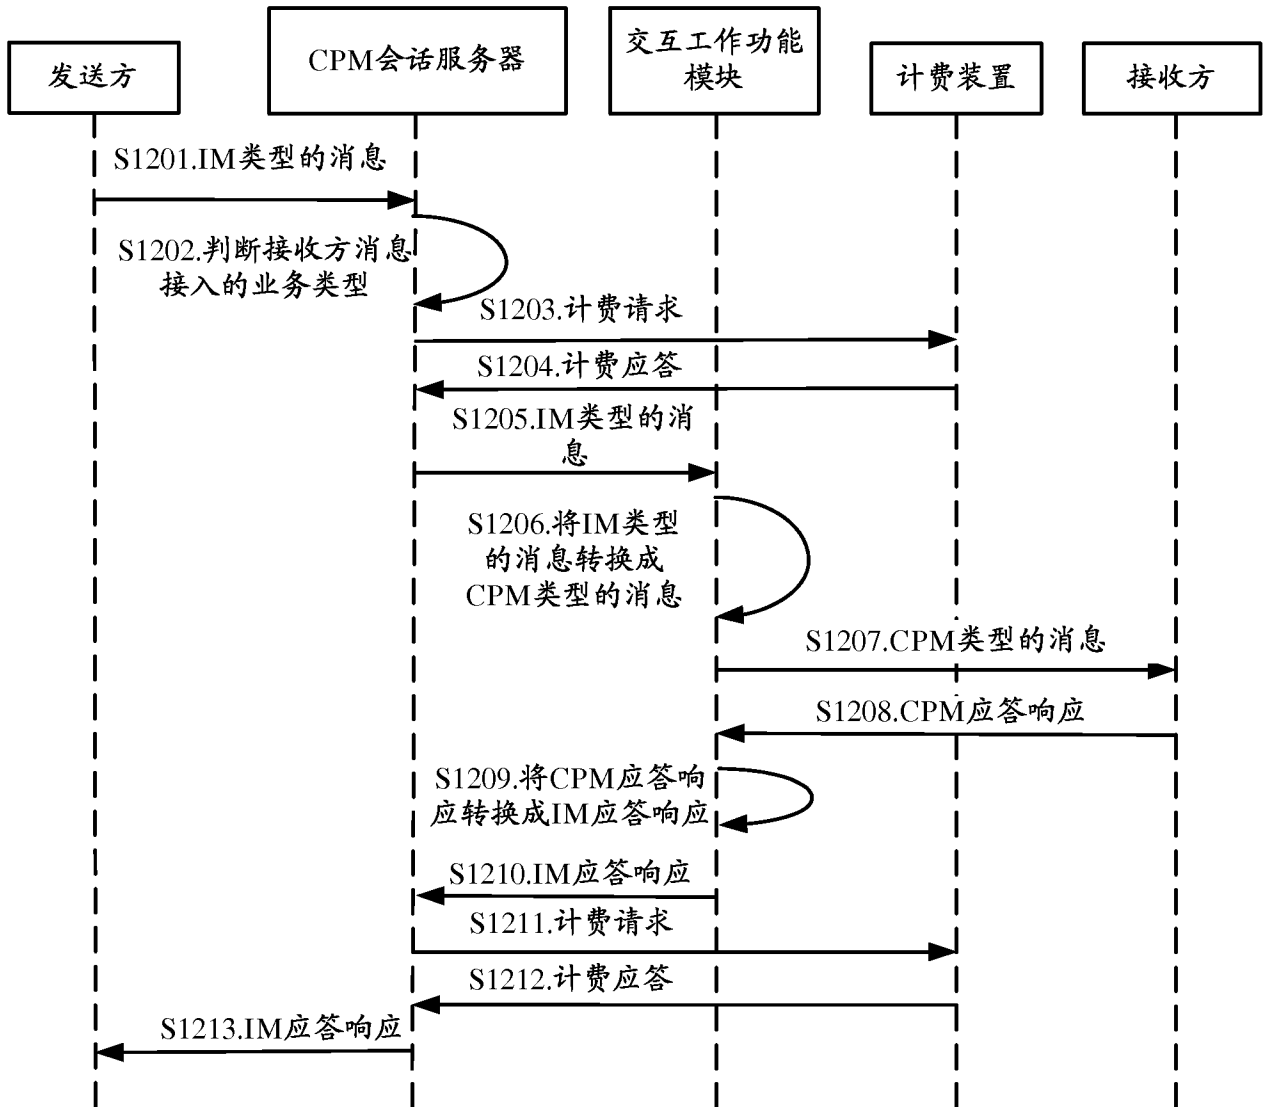 发送方
CPM会话服务器
交互工作功能
模块
计费装置
接收方
S1201.IM类型的消息
S1202.判断接收方消息
接入的业务类型
S1203.计费请求
S1204.计费应答
S1205.IM类型的消
息
S1206.将IM类型
的消息转换成
CPM类型的消息
S1207.CPM类型的消息
S1208.CPM应答响应
S1209.将CPM应答响
应转换成IM应答响应
S1210.IM应答响应
S1211.计费请求
S1212.计费应答
S1213.IM应答响应